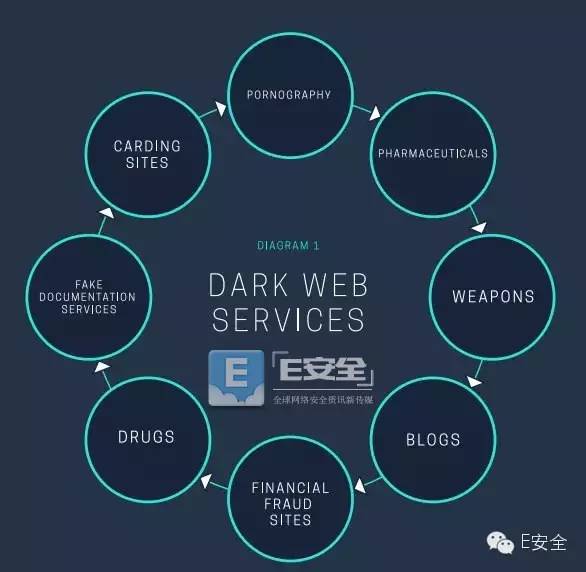 PORNOGRAPHY
PHARMACEUTICALS
WEAPONS
BLOGS
FINANCIAL
FRAUD
SITES
DRUGS
FAKE
DOCUMENTATION
SERVICES
CARDING
SITES
DIAGRAM 1
DARK WEB
SERVICES
E
「E安全」
全球网络安全资讯新传媒
E安全